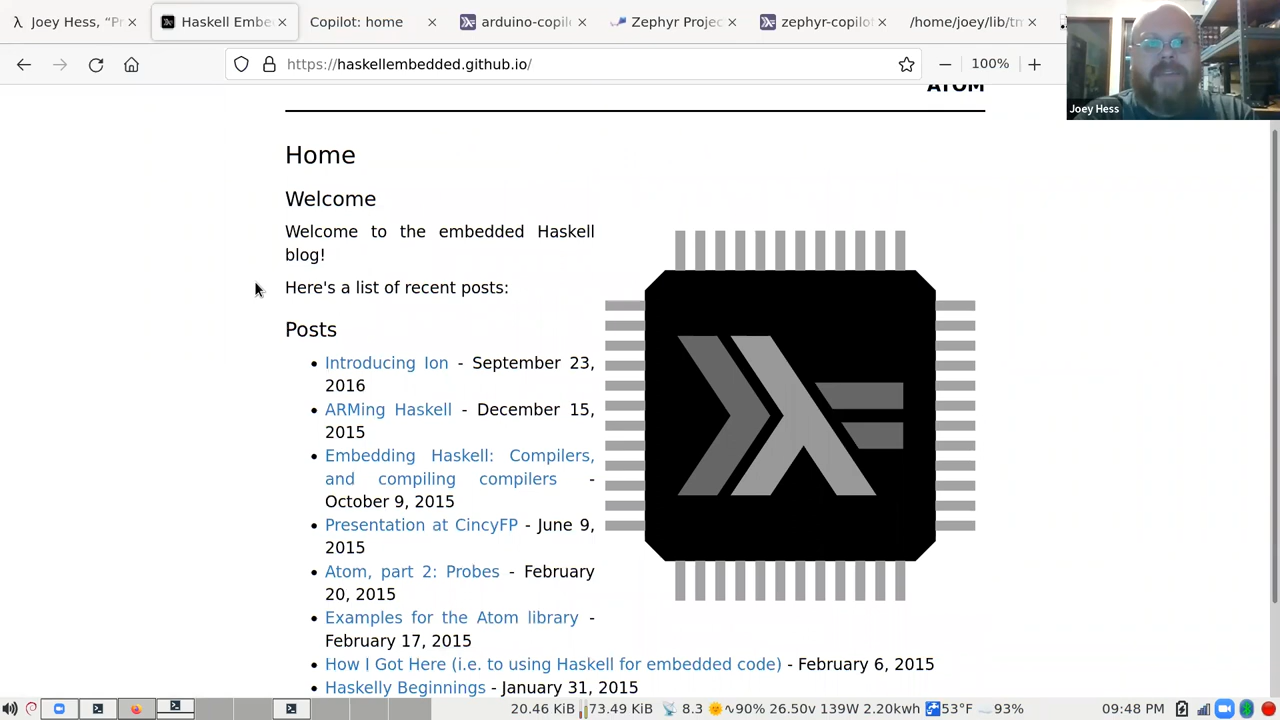 Joey Hess, “Pr
Haskell Embe
Copilot: home
arduino-copil
Zephyr Projec
zephyr-copilo
/home/joey/lib/tm
https://haskellembedded.github.io/
100%
Joey Hess
ATOM
Home
Welcome
Welcome to the embedded Haskell
blog!
Here's a list of recent posts:
Posts
Introducing Ion - September 23,
2016
ARMing Haskell - December 15,
2015
Embedding Haskell: Compilers,
and compiling compilers -
October 9, 2015
Presentation at CincyFP - June 9,
2015
Atom, part 2: Probes - February
20, 2015
Examples for the Atom library -
February 17, 2015
How I Got Here (i.e. to using Haskell for embedded code) - February 6, 2015
Haskelly Beginnings - January 31, 2015
20.46 KiB 73.49 KiB 8.3 90% 26.50v 139W 2.20kwh 53°F 93% 09:48 PM